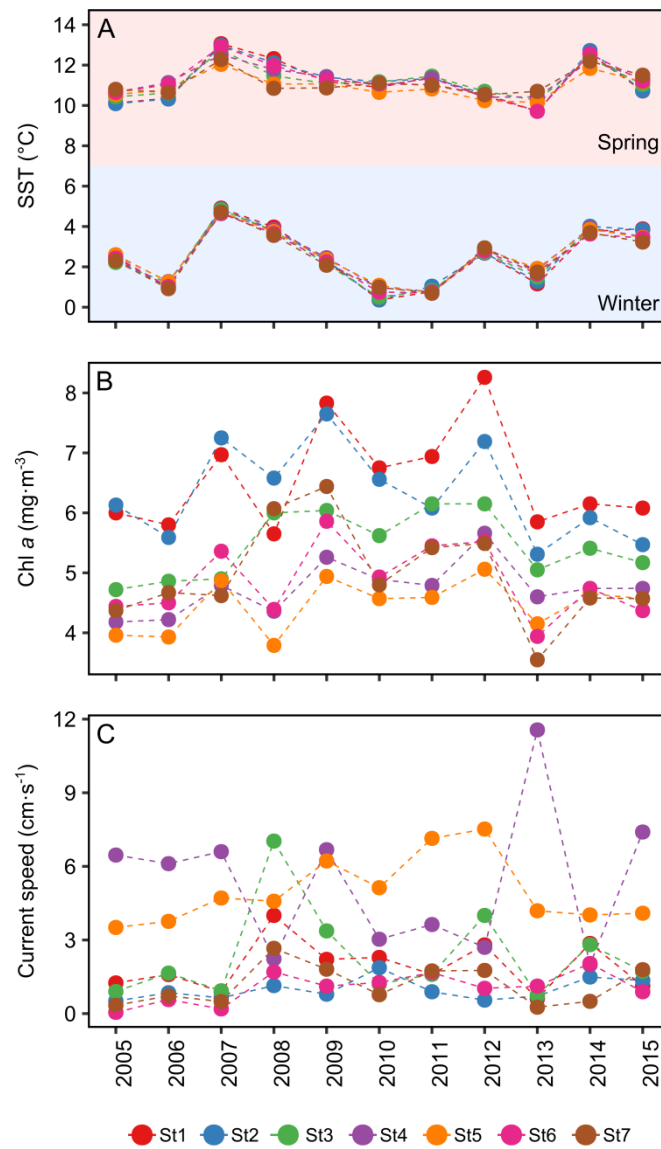 A
14
12
10
8
6
4
2
0
SST (°C)
Spring
Winter
B
8
7
6
5
4
Chl a (mg·m-3)
C
12
9
6
3
0
Current speed (cm·s-1)
2005 2006 2007 2008 2009 2010 2011 2012 2013 2014 2015
St1 St2 St3 St4 St5 St6 St7